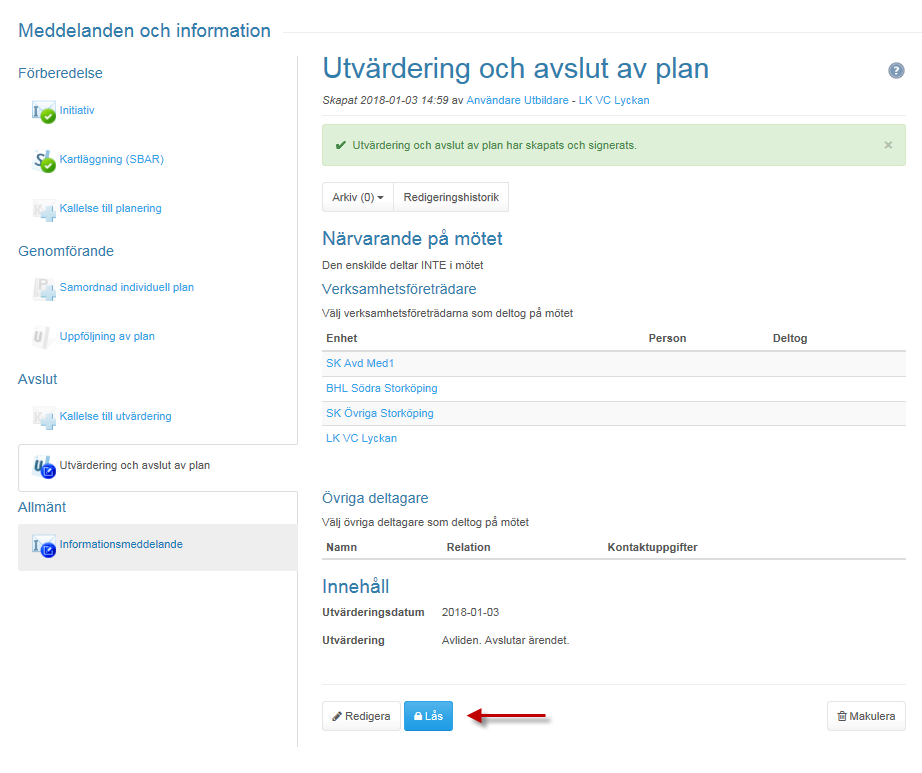 Meddelanden och information
Förberedelse
Initiativ
Kartläggning (SBAR)
Kallelse till planering
Genomförande
Samordnad individuell plan
Uppföljning av plan
Avslut
Kallelse till utvärdering
Utvärdering och avslut av plan
Allmänt
Informationsmeddelande
Utvärdering och avslut av plan
Skapat 2018-01-03 14:59 av Användare Utbildare - LK VC Lyckan
Utvärdering och avslut av plan har skapats och signerats.
Arkiv (0) Redigeringshistorik
Närvarande på mötet
Den enskilde deltar INTE i mötet
Verksamhetsföreträdare
Välj verksamhetsföreträdarna som deltog på mötet
Enhet Person Deltog
SK Avd Med1
BHL Södra Storköping
SK Övriga Storköping
LK VC Lyckan
Övriga deltagare
Välj övriga deltagare som deltog på mötet
Namn Relation Kontaktuppgifter
Innehåll
Utvärderingsdatum 2018-01-03
Utvärdering Avliden. Avslutar ärendet.
Redigera Lås Makulera